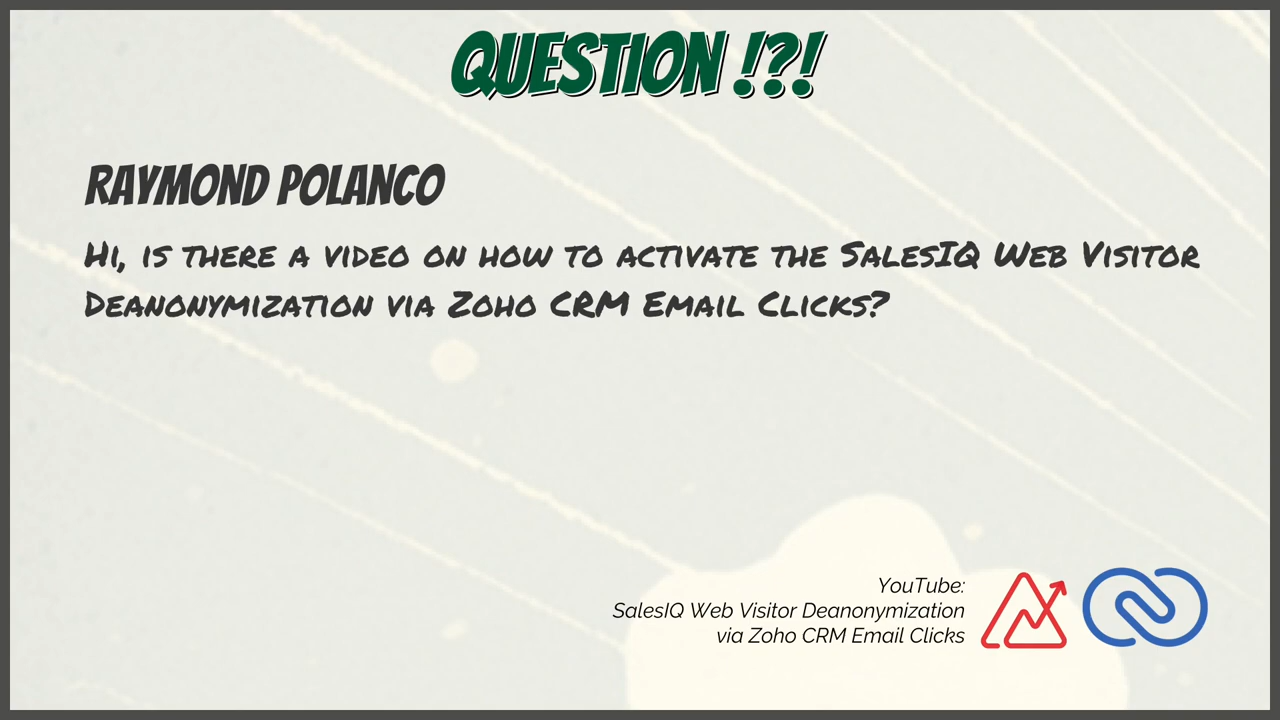 QUESTION !?!
RAYMOND POLANCO
Hi, is there a video on how to activate the SalesIQ Web Visitor
Deanonymization via Zoho CRM Email Clicks?
YouTube:
SalesIQ Web Visitor Deanonymization
via Zoho CRM Email Clicks